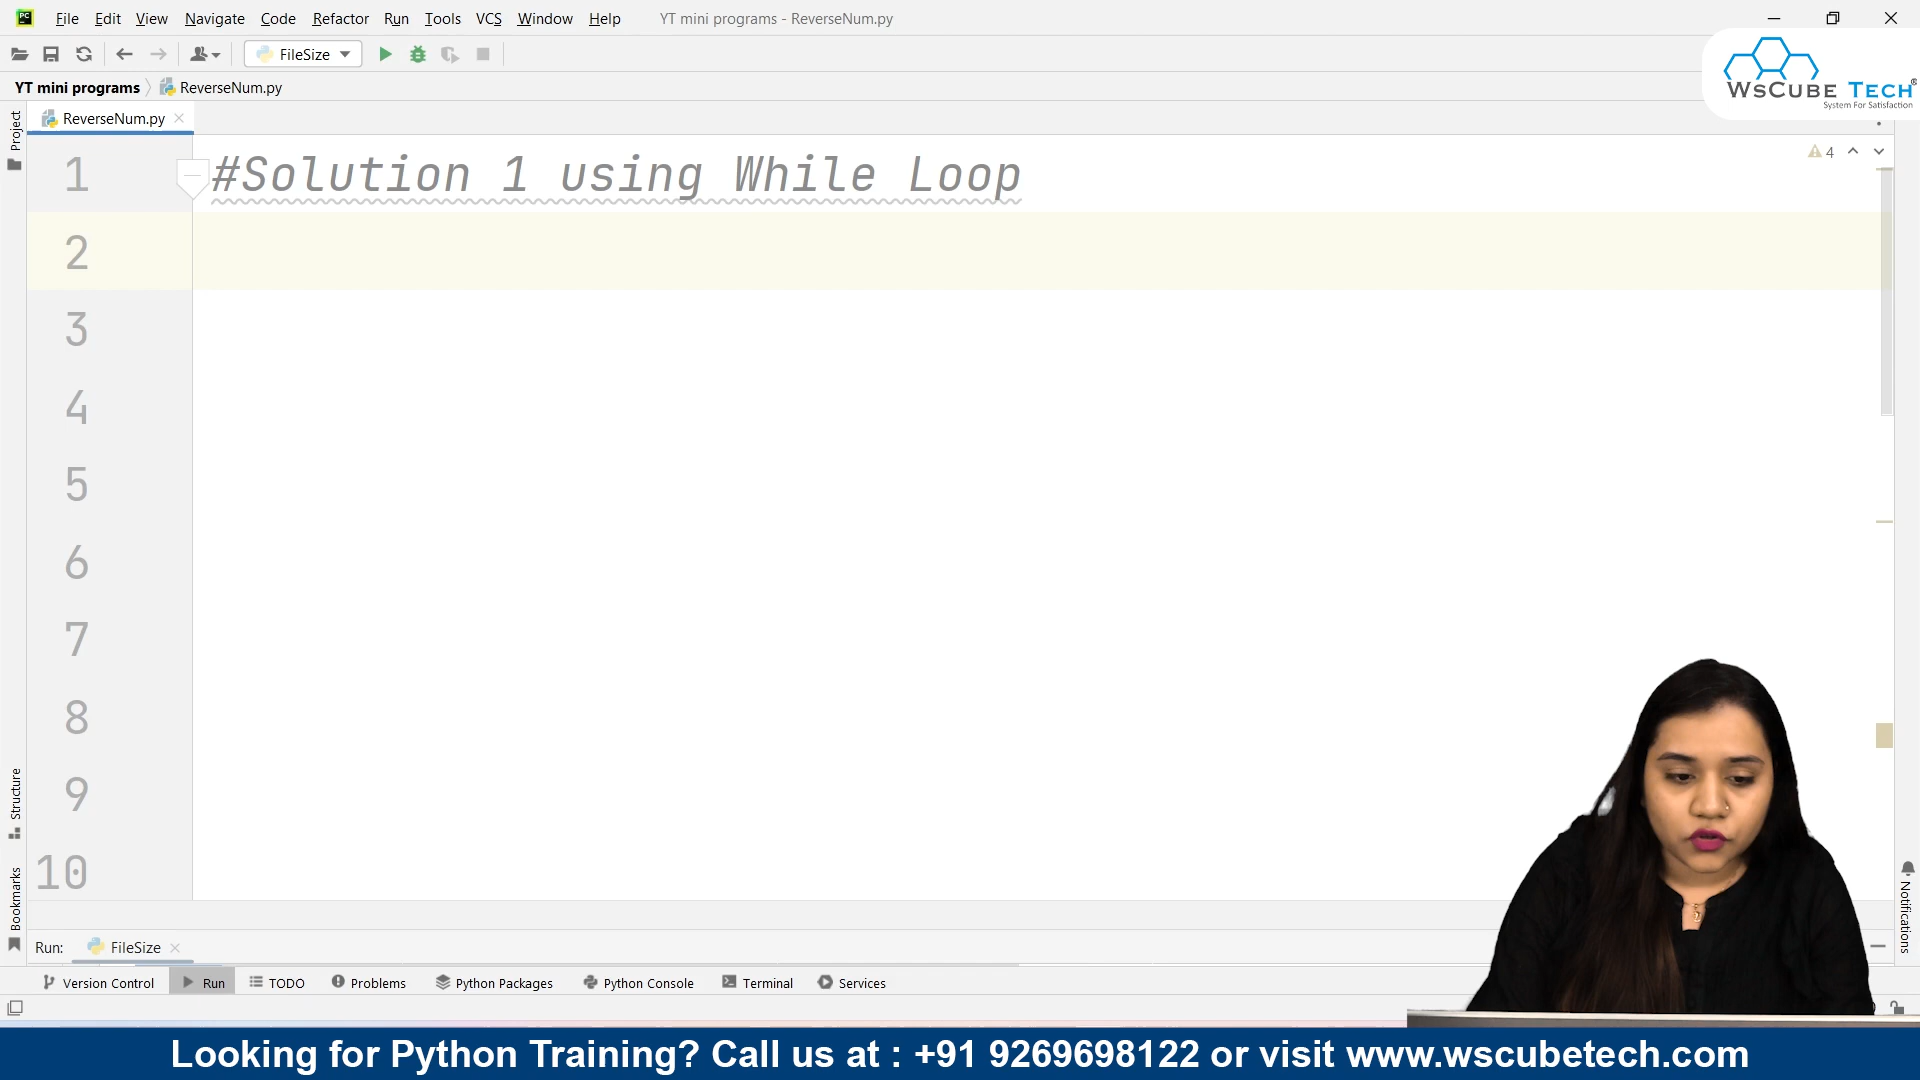 File Edit View Navigate Code Refactor Run Tools VCS Window Help YT mini programs - ReverseNum.py
FileSize
WsCube Tech
System For Satisfaction
YT mini programs ReverseNum.py
ReverseNum.py
Project
4
1 #Solution 1 using While Loop
2
3
4
5
6
7
8
9
10
Structure
Bookmarks
Notifications
Run: FileSize
Version Control Run TODO Problems Python Packages Python Console Terminal Services
Looking for Python Training? Call us at : +91 9269698122 or visit www.wscubetech.com